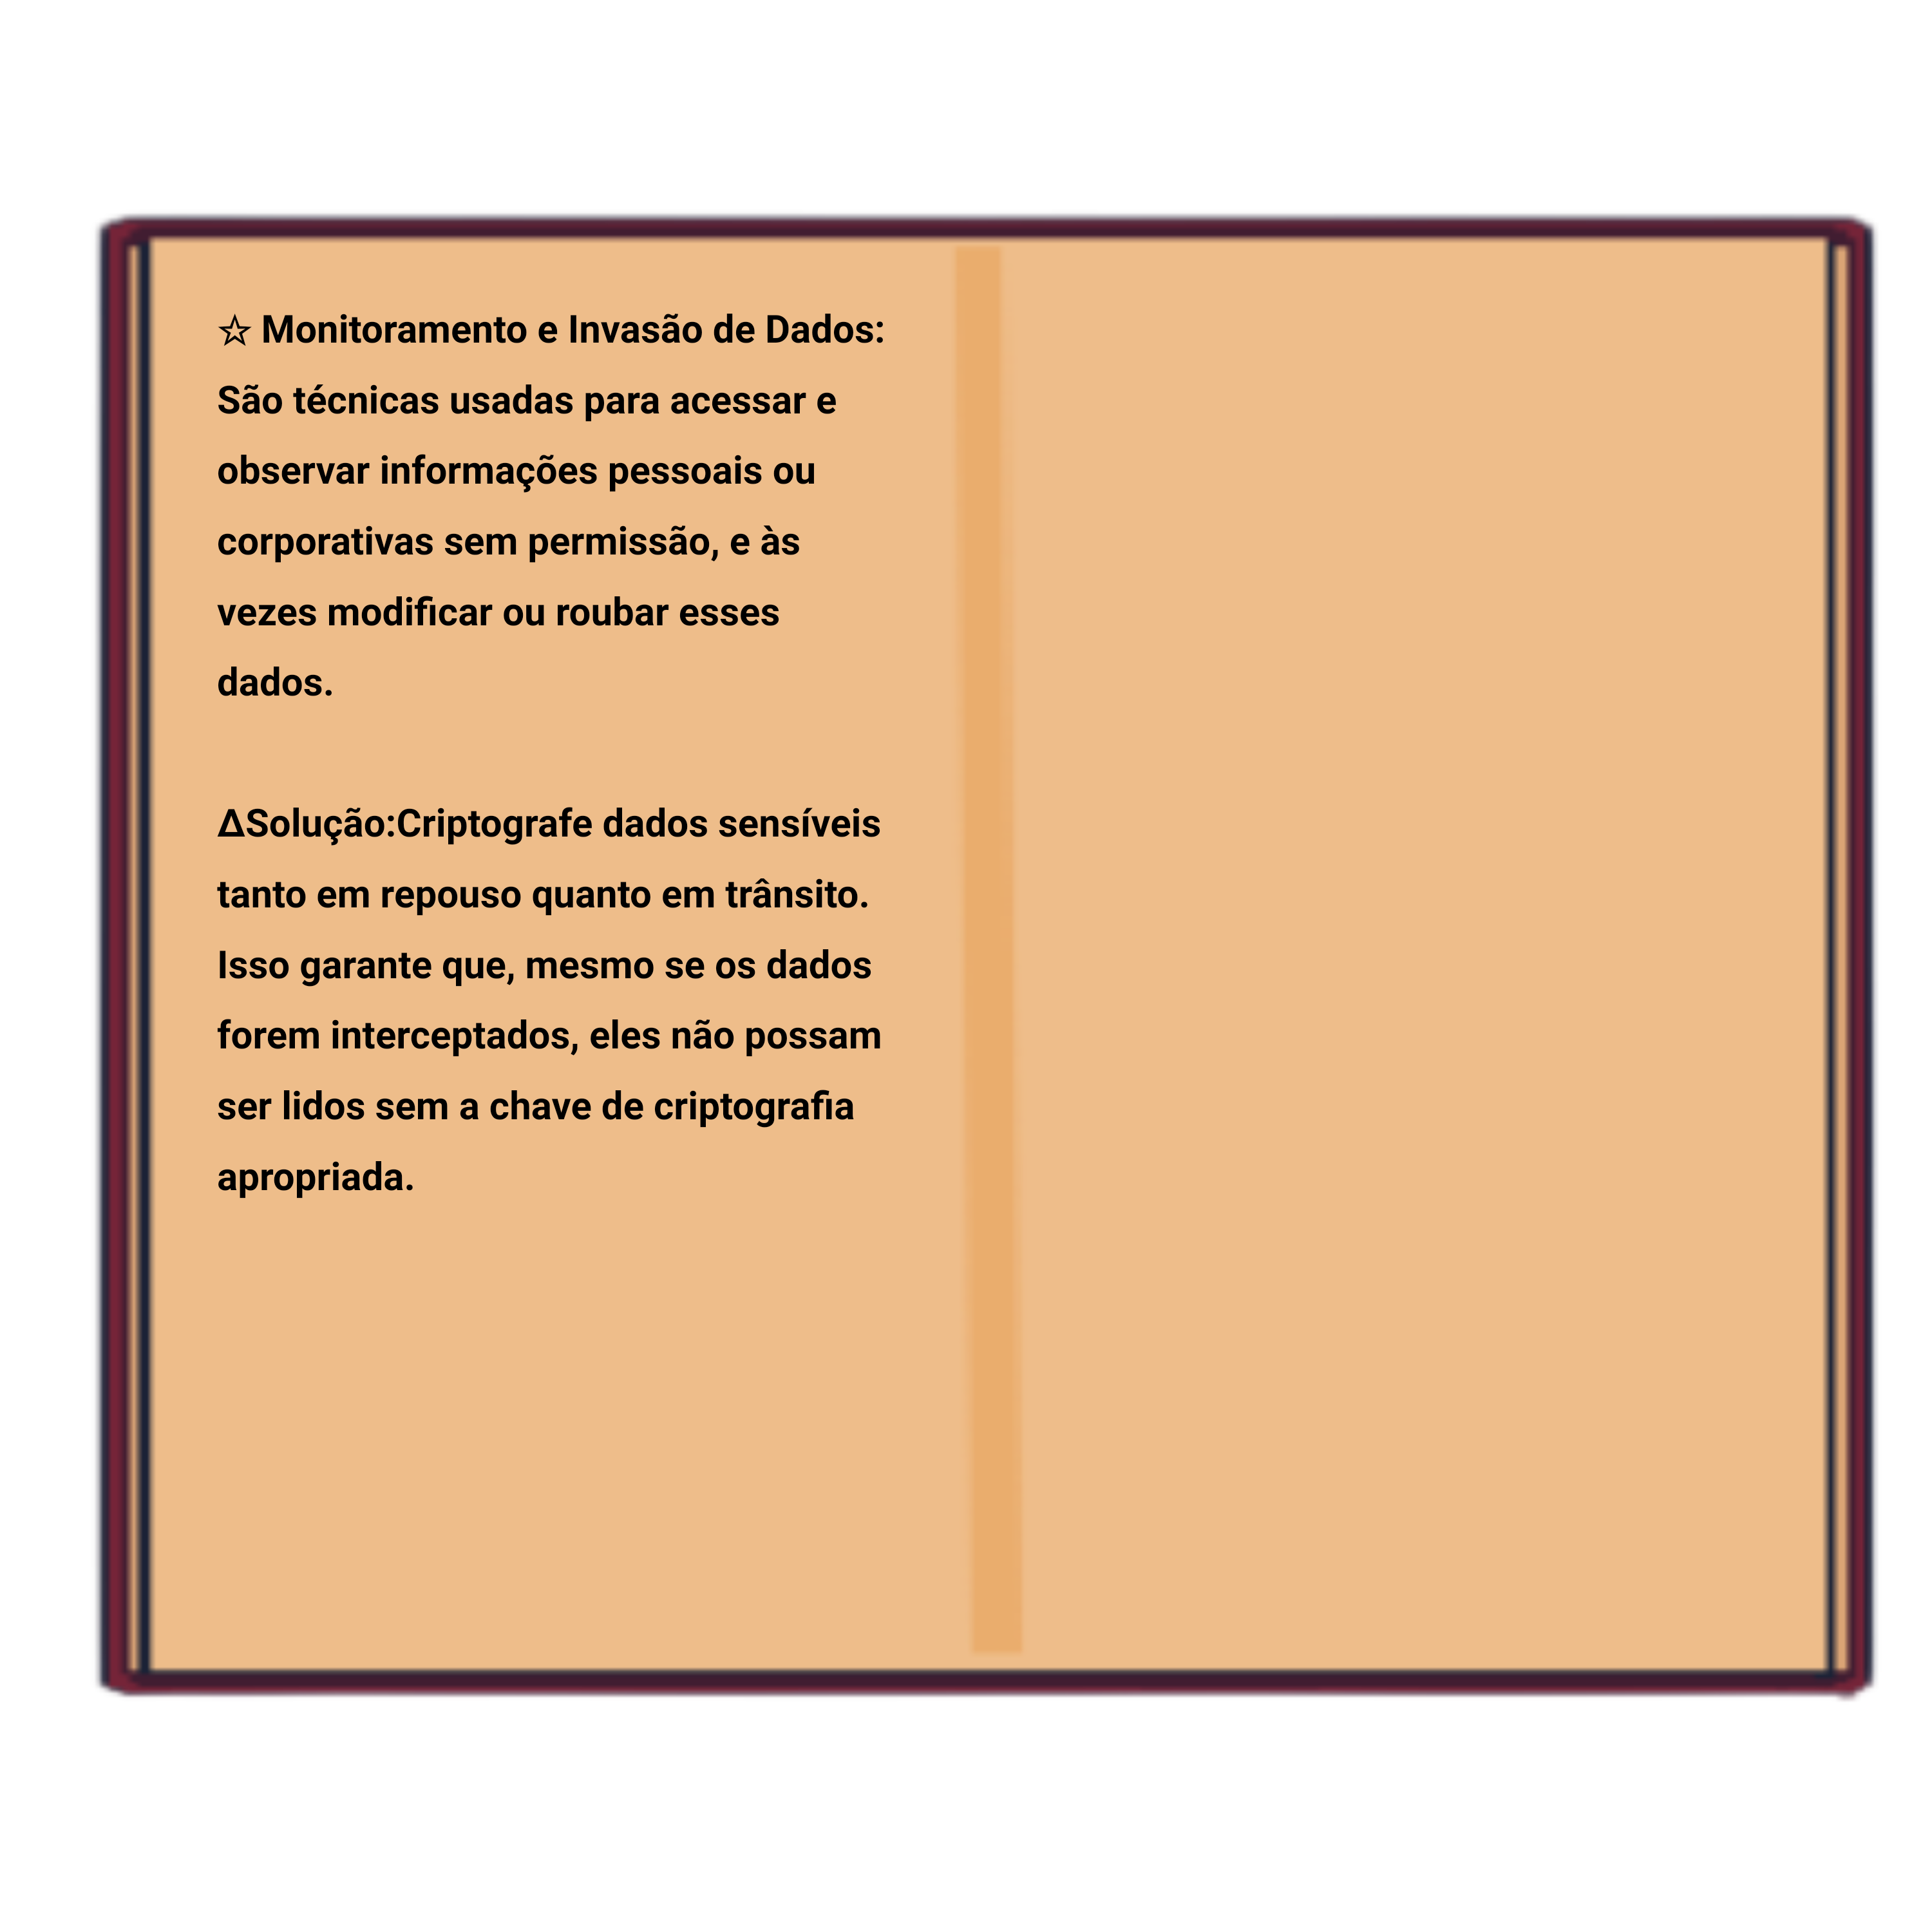 ☆ Monitoramento e Invasão de Dados:
São técnicas usadas para acessar e
observar informações pessoais ou
corporativas sem permissão, e às
vezes modificar ou roubar esses
dados.
∆Solução:Criptografe dados sensíveis
tanto em repouso quanto em trânsito.
Isso garante que, mesmo se os dados
forem interceptados, eles não possam
ser lidos sem a chave de criptografia
apropriada.